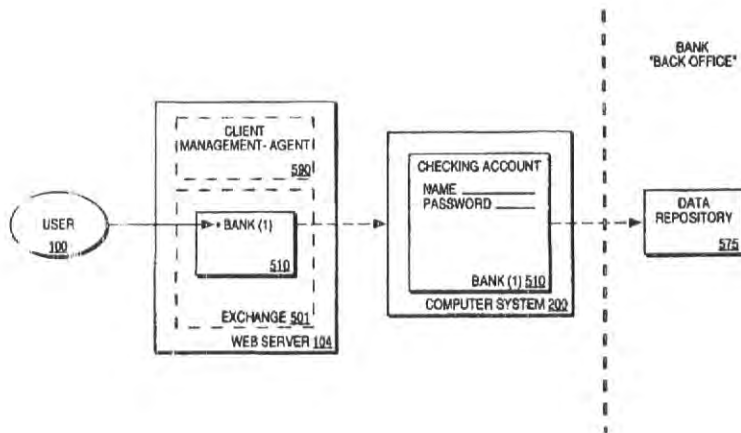 BANK
"BACK OFFICE"
CLIENT
MANAGEMENT-AGENT
590
USER
100
• BANK (1)
510
EXCHANGE 501
WEB SERVER 104
CHECKING ACCOUNT
NAME
PASSWORD
BANK (1) 510
COMPUTER SYSTEM 200
DATA
REPOSITORY
575